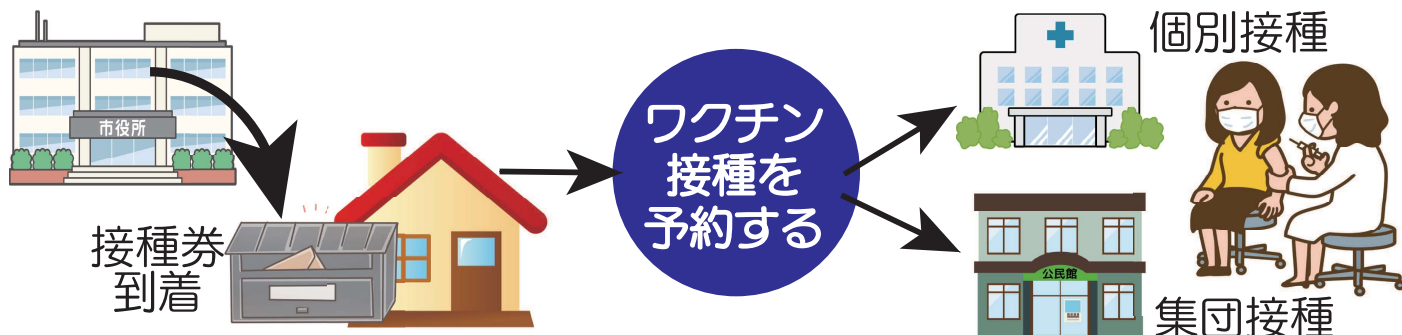 市役所
接種券
到着
ワクチン
接種を
予約する
個別接種
公民館
集団接種